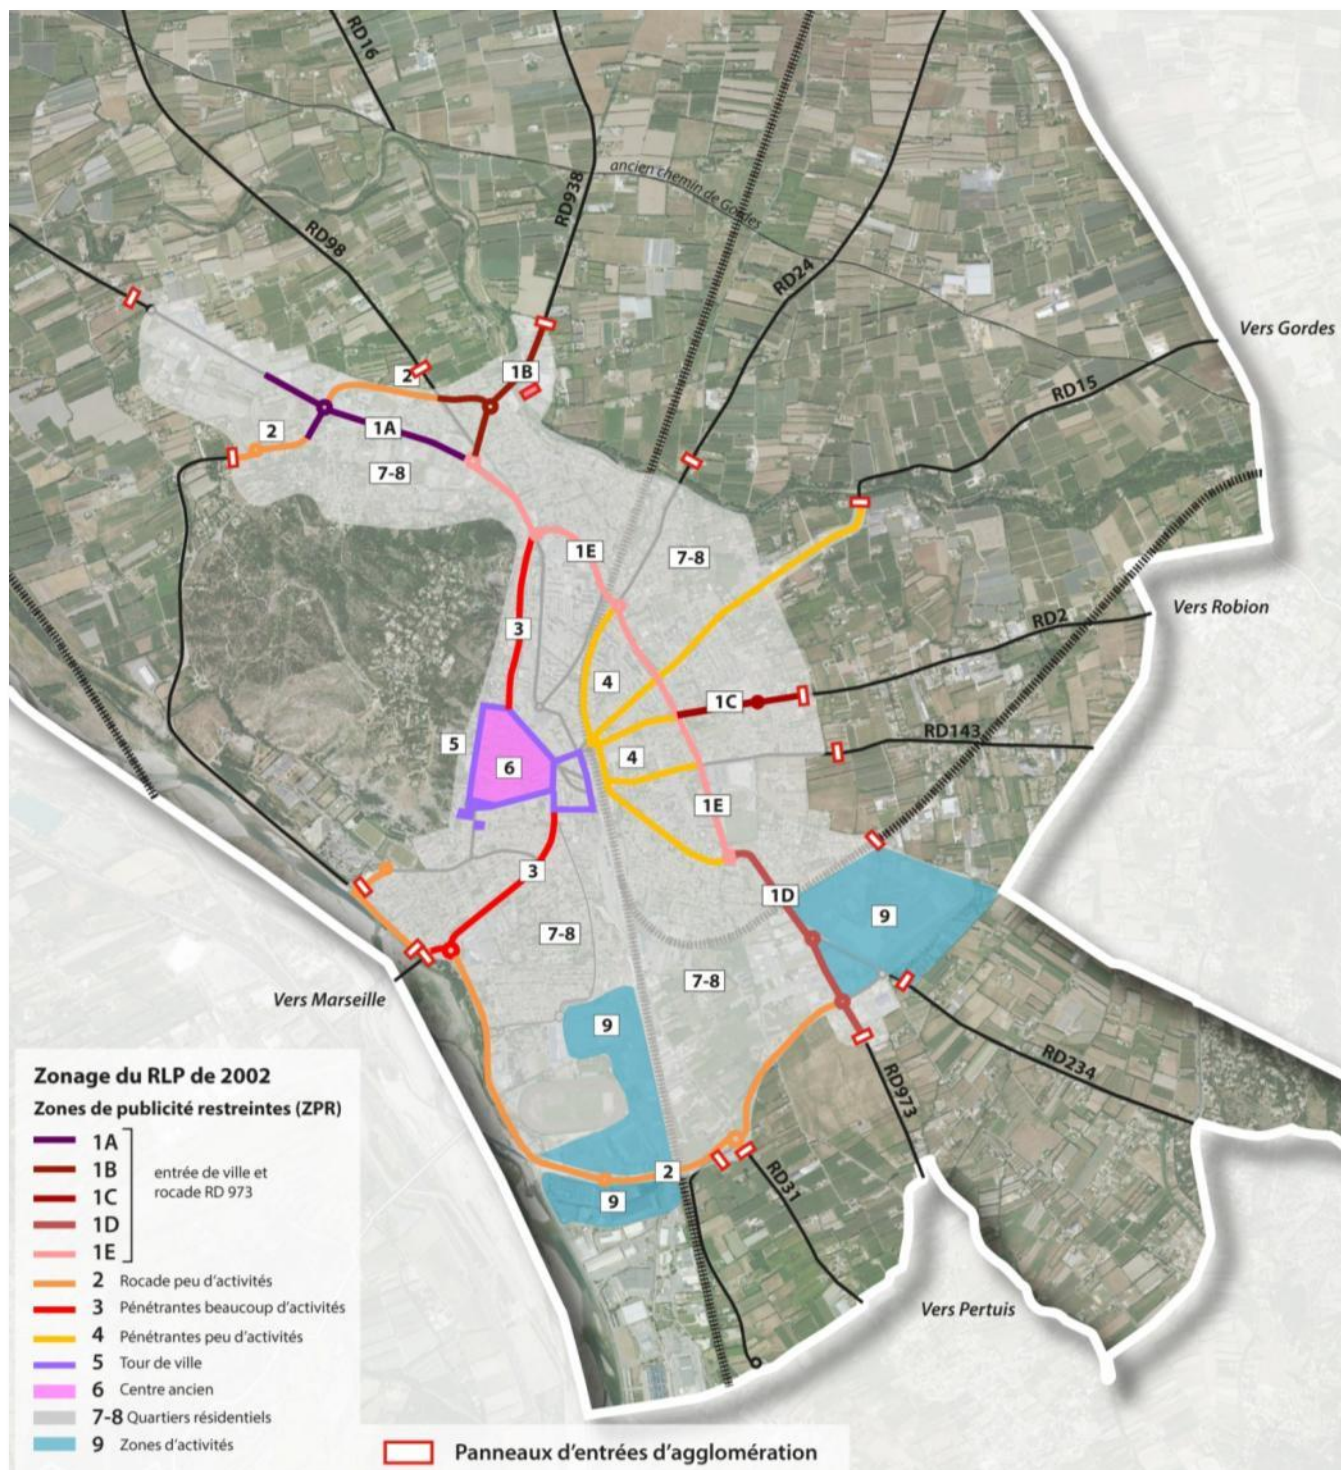 RD16
RD938
ancien chemin de Gordes
RD98
RD24
Vers Gordes
RD15
2
1B
2
1A
7-8
1E
7-8
Vers Robion
RD2
3
4
1C
RD143
5
6
4
1E
3
1D
9
7-8
7-8
Vers Marseille
9
RD234
RD973
2
RD31
9
Vers Pertuis
Zonage du RLP de 2002
Zones de publicité restreintes (ZPR)
1A
1B
1C
1D
1E
entrée de ville et
rocade RD 973
2 Rocade peu d'activités
3 Pénétrantes beaucoup d'activités
4 Pénétrantes peu d'activités
5 Tour de ville
6 Centre ancien
7-8 Quartiers résidentiels
9 Zones d'activités
Panneaux d'entrées d'agglomération